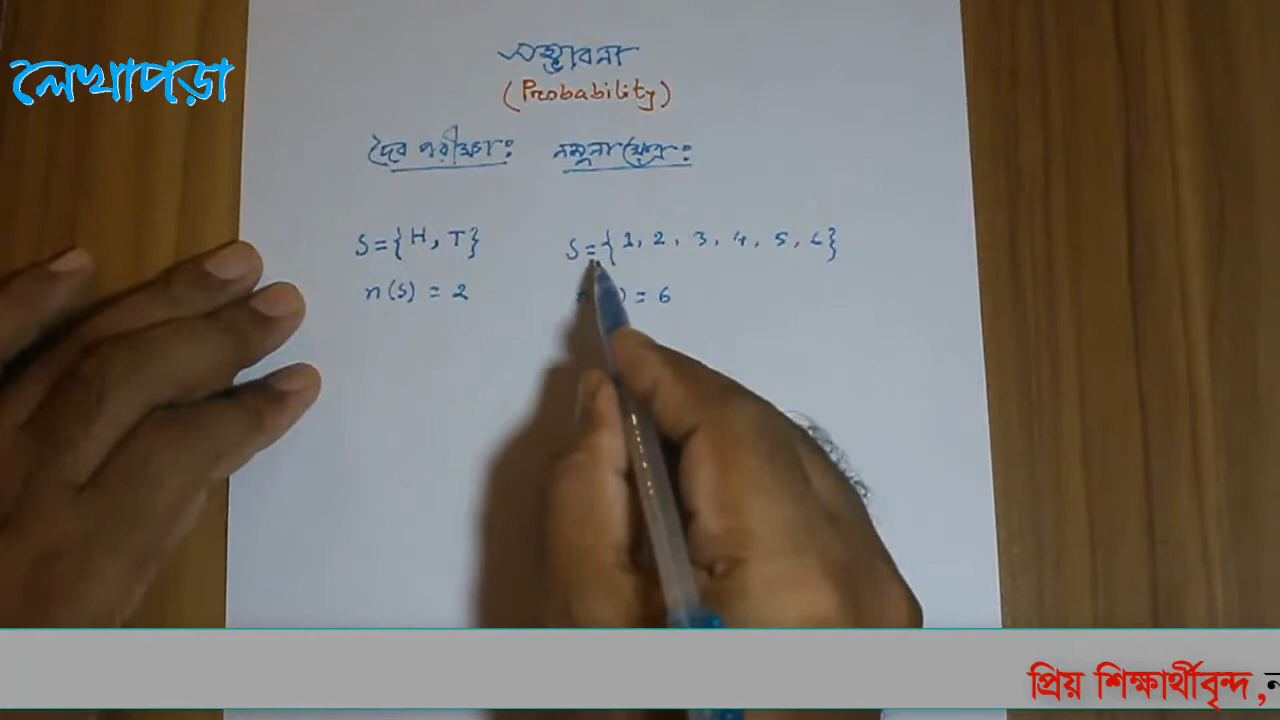 লেখাপড়া
সম্ভাবনা
(Probability)
দৈব পরীক্ষা: নমুনাক্ষেত্র:
S={H, T} S={1, 2, 3, 4, 5, 6}
n(S) = 2 ) = 6
প্রিয় শিক্ষার্থীবৃন্দ,